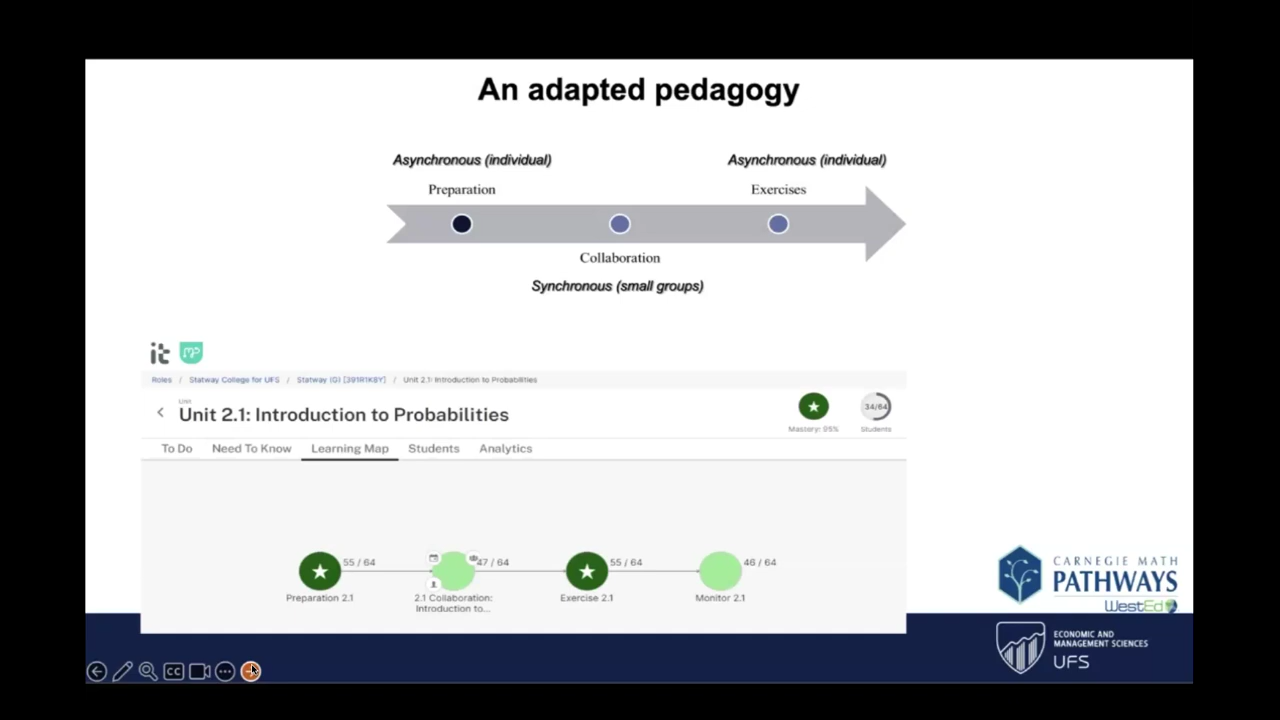 An adapted pedagogy
Asynchronous (individual)
Asynchronous (individual)
Preparation
Exercises
Collaboration
Synchronous (small groups)
it MP
Roles / Statway College for UFS / Statway (G) [391R1K8Y] / Unit 2.1: Introduction to Probabilities
Unit
Unit 2.1: Introduction to Probabilities
34/64
Mastery: 95%
Students
To Do Need To Know Learning Map Students Analytics
55 / 64
47 / 64
55 / 64
46 / 64
Preparation 2.1
2.1 Collaboration:
Introduction to...
Exercise 2.1
Monitor 2.1
CARNEGIE MATH
PATHWAYS
WestEd
ECONOMIC AND
MANAGEMENT SCIENCES
UFS
CC